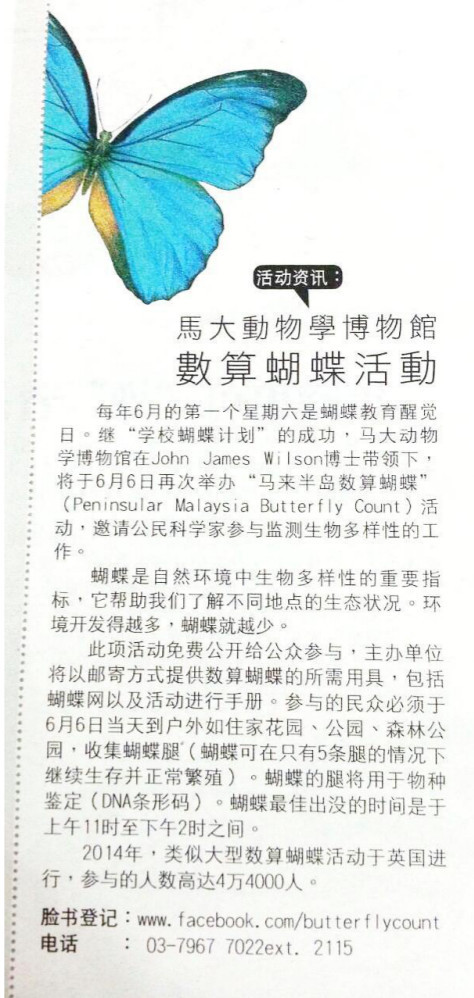 活动资讯：
馬大動物學博物館
數算蝴蝶活動
每年6月的第一个星期六是蝴蝶教育醒觉
日。继“学校蝴蝶计划”的成功，马大动物
学博物馆在John James Wilson博士带领下，
将于6月6日再次举办“马来半岛数算蝴蝶”
（Peninsular Malaysia Butterfly Count）活
动，邀请公民科学家参与监测生物多样性的工
作。
蝴蝶是自然环境中生物多样性的重要指
标，它帮助我们了解不同地点的生态状况。环
境开发得越多，蝴蝶就越少。
此项活动免费公开给公众参与，主办单位
将以邮寄方式提供数算蝴蝶的所需用具，包括
蝴蝶网以及活动进行手册。参与的民众必须于
6月6日当天到户外如住家花园、公园、森林公
园，收集蝴蝶腿（蝴蝶可在只有5条腿的情况下
继续生存并正常繁殖）。蝴蝶的腿将用于物种
鉴定（DNA条形码）。蝴蝶最佳出没的时间是于
上午11时至下午2时之间。
2014年，类似大型数算蝴蝶活动于英国进
行，参与的人数高达4万4000人。
脸书登记：www.facebook.com/butterflycount
电话 ：03-7967 7022ext. 2115